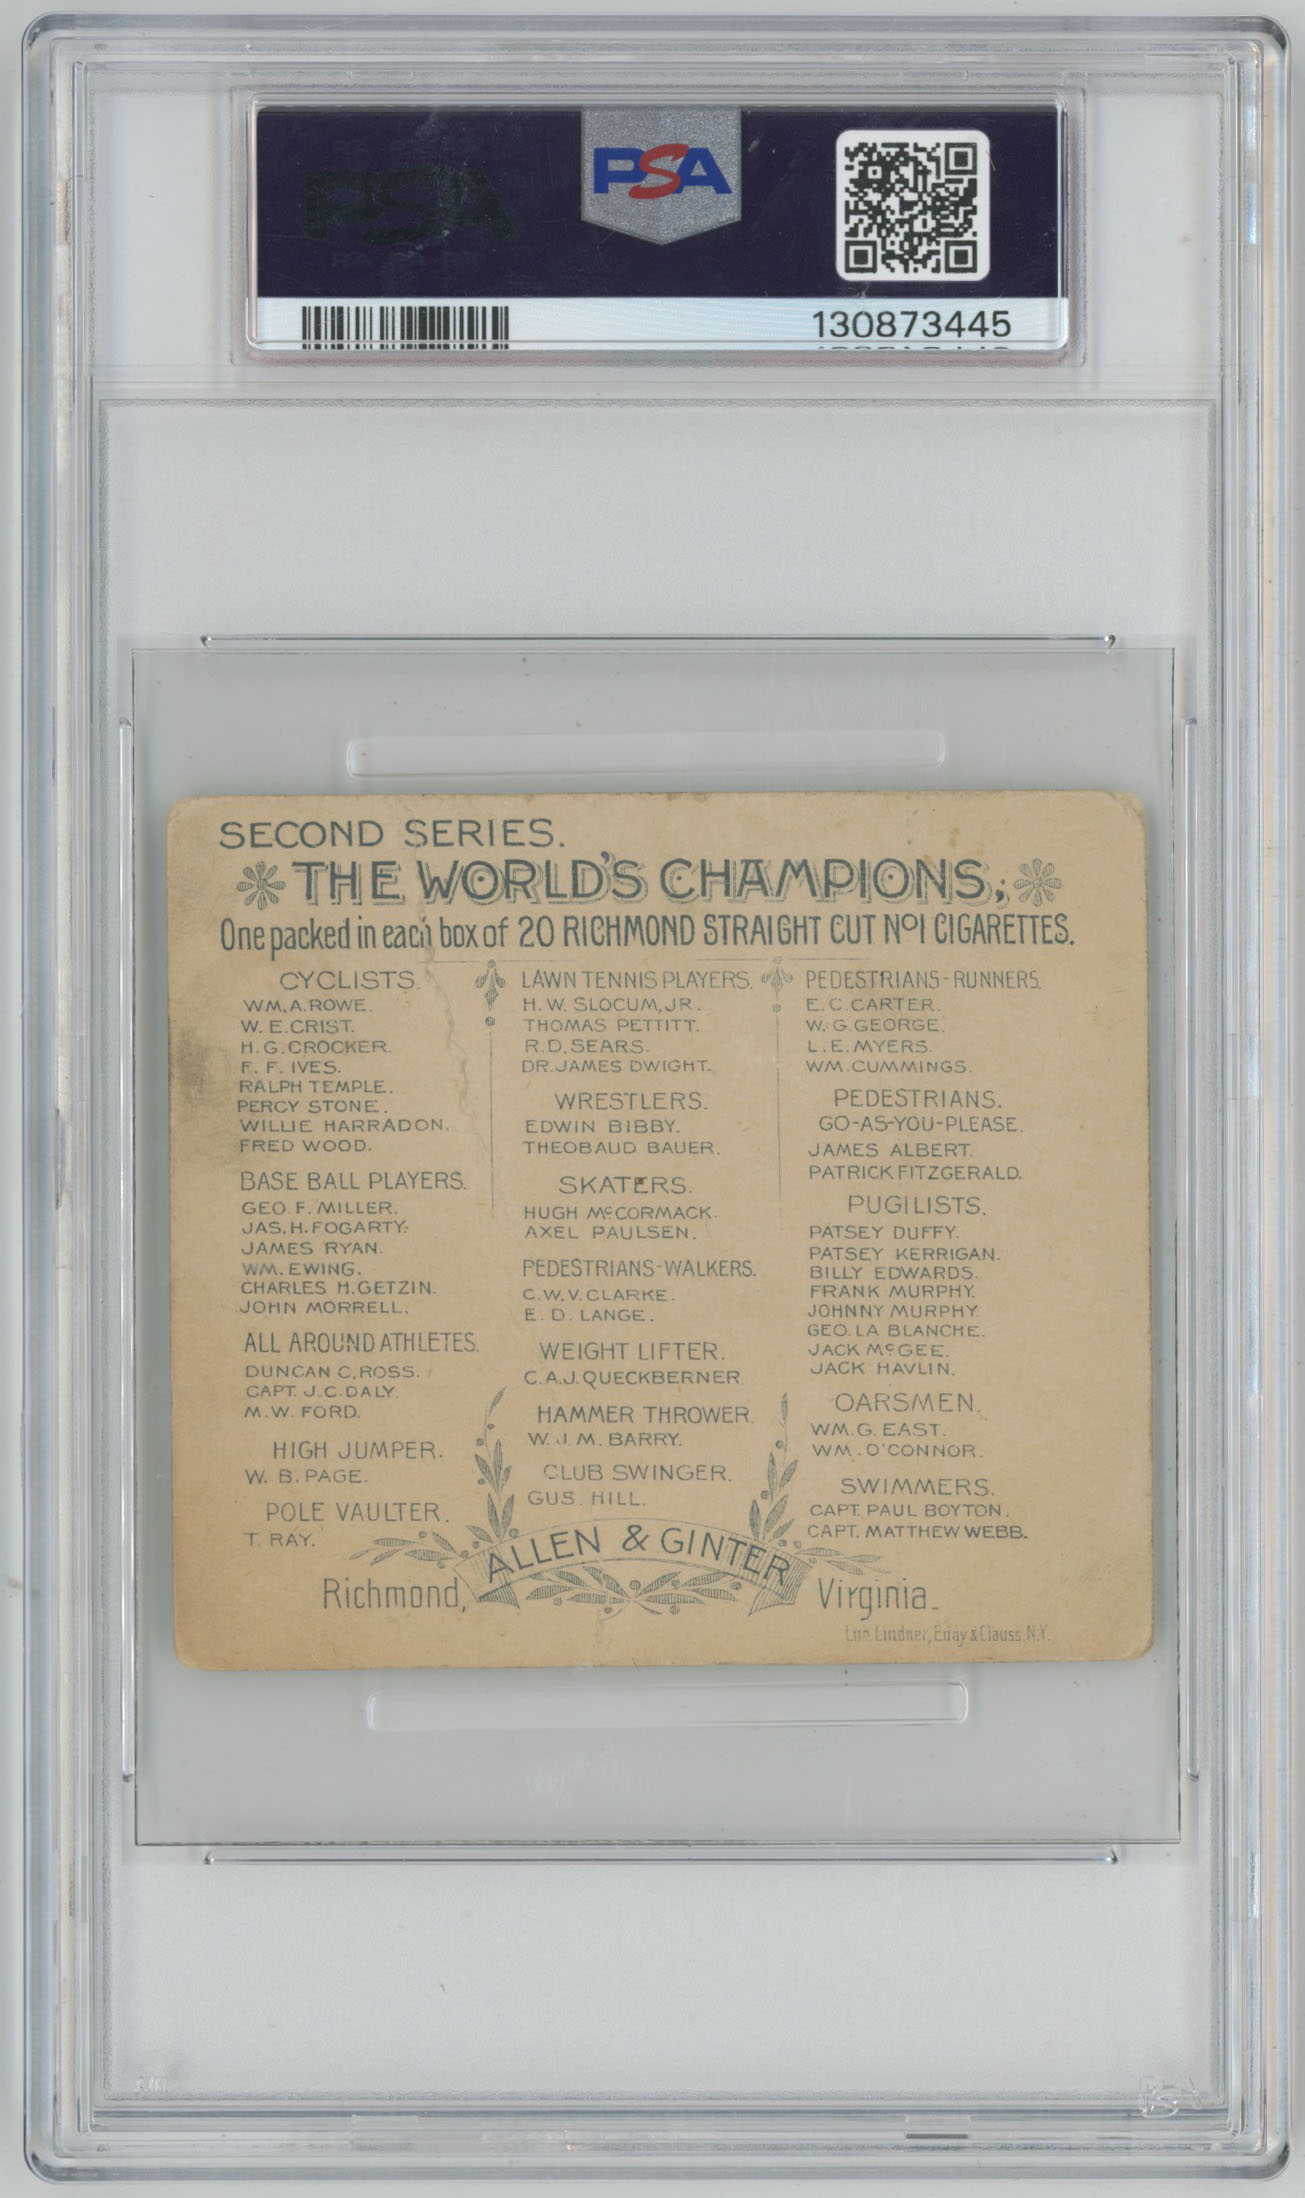 PSA
130873445
SECOND SERIES.
THE WORLD'S CHAMPIONS,
One packed in each box of 20 RICHMOND STRAIGHT CUT No1 CIGARETTES.
CYCLISTS.
WM. A. ROWE.
W. E. CRIST.
H. G. CROCKER.
F. F. IVES.
RALPH TEMPLE.
PERCY STONE.
WILLIE HARRADON.
FRED WOOD.
BASE BALL PLAYERS.
GEO. F. MILLER.
JAS. H. FOGARTY.
JAMES RYAN.
WM. EWING.
CHARLES H. GETZIN.
JOHN MORRELL.
ALL AROUND ATHLETES.
DUNCAN C. ROSS.
CAPT. J. C. DALY.
M. W. FORD.
HIGH JUMPER.
W. B. PAGE.
POLE VAULTER.
T. RAY.
LAWN TENNIS PLAYERS.
H. W. SLOCUM, JR.
THOMAS PETTITT.
R. D. SEARS.
DR. JAMES DWIGHT.
WRESTLERS.
EDWIN BIBBY.
THEOBAUD BAUER.
SKATERS.
HUGH McCORMACK.
AXEL PAULSEN.
PEDESTRIANS-WALKERS.
C. W. V. CLARKE.
E. D. LANGE.
WEIGHT LIFTER.
C. A. J. QUECKBERNER.
HAMMER THROWER.
W. J. M. BARRY.
CLUB SWINGER.
GUS. HILL.
PEDESTRIANS-RUNNERS.
E. C. CARTER.
W. G. GEORGE.
L. E. MYERS.
WM. CUMMINGS.
PEDESTRIANS.
GO-AS-YOU-PLEASE.
JAMES ALBERT.
PATRICK FITZGERALD.
PUGILISTS.
PATSEY DUFFY.
PATSEY KERRIGAN.
BILLY EDWARDS.
FRANK MURPHY.
JOHNNY MURPHY
GEO. LA BLANCHE.
JACK McGEE.
JACK HAVLIN.
OARSMEN.
WM. G. EAST.
WM. O'CONNOR.
SWIMMERS.
CAPT. PAUL BOYTON.
CAPT. MATTHEW WEBB.
ALLEN & GINTER
Richmond, Virginia.
Lith. Lindner, Eddy & Clauss, N.Y.
PSA